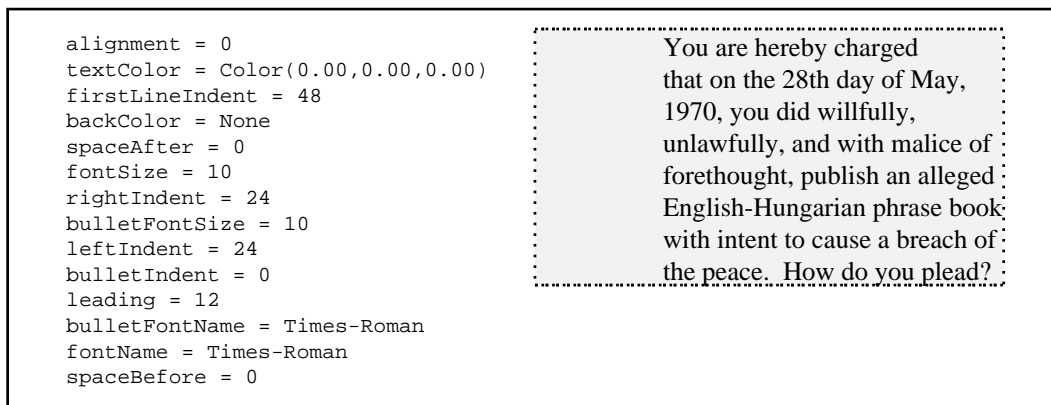 alignment = 0
textColor = Color(0.00,0.00,0.00)
firstLineIndent = 48
backColor = None
spaceAfter = 0
fontSize = 10
rightIndent = 24
bulletFontSize = 10
leftIndent = 24
bulletIndent = 0
leading = 12
bulletFontName = Times-Roman
fontName = Times-Roman
spaceBefore = 0
You are hereby charged
that on the 28th day of May,
1970, you did willfully,
unlawfully, and with malice of
forethought, publish an alleged
English-Hungarian phrase book
with intent to cause a breach of
the peace.  How do you plead?